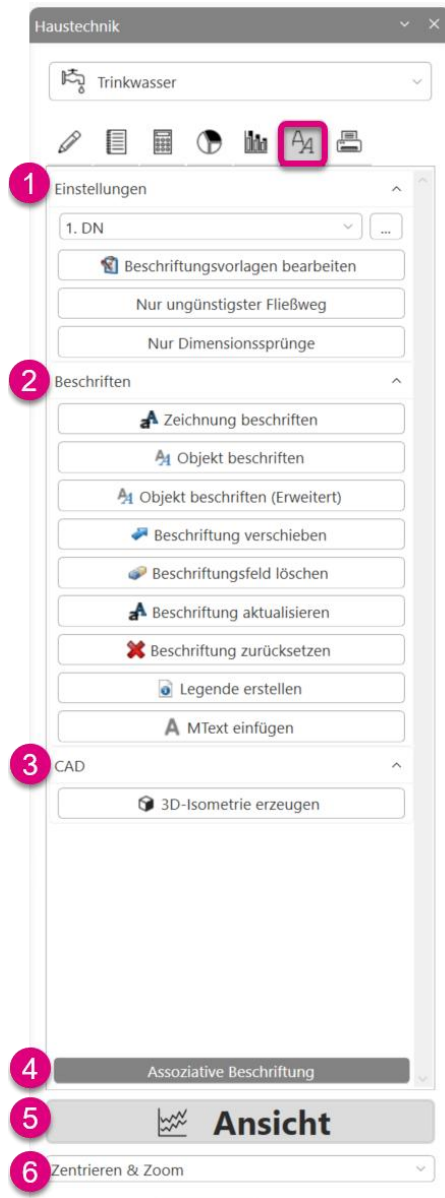 Haustechnik
Trinkwasser
1 Einstellungen
1. DN ...
Beschriftungsvorlagen bearbeiten
Nur ungünstigster Fließweg
Nur Dimensionssprünge
2 Beschriften
Zeichnung beschriften
Objekt beschriften
Objekt beschriften (Erweitert)
Beschriftung verschieben
Beschriftungsfeld löschen
Beschriftung aktualisieren
Beschriftung zurücksetzen
Legende erstellen
MText einfügen
3 CAD
3D-Isometrie erzeugen
4 Assoziative Beschriftung
5 Ansicht
6 Zentrieren & Zoom